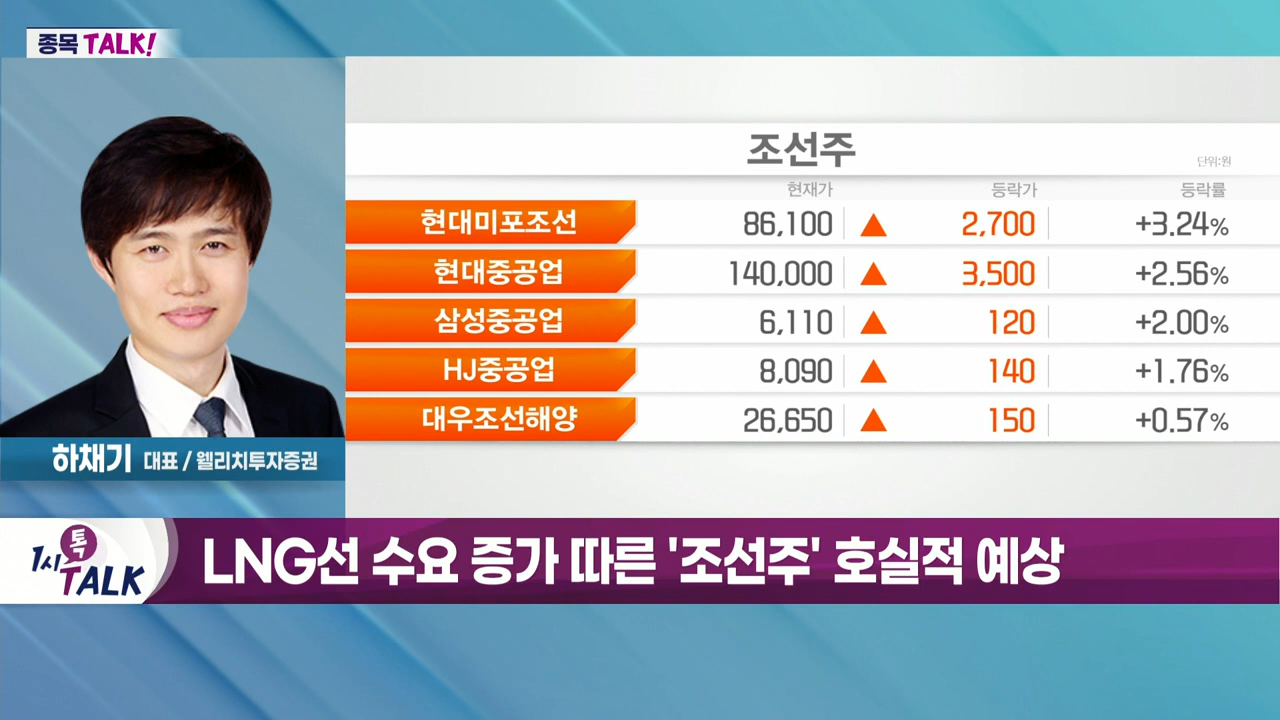 종목 TALK!
조선주
단위:원
현재가 등락가 등락률
현대미포조선 86,100 ▲ 2,700 +3.24%
현대중공업 140,000 ▲ 3,500 +2.56%
삼성중공업 6,110 ▲ 120 +2.00%
HJ중공업 8,090 ▲ 140 +1.76%
대우조선해양 26,650 ▲ 150 +0.57%
하채기 대표 / 웰리치투자증권
1시 톡 TALK
LNG선 수요 증가 따른 '조선주' 호실적 예상